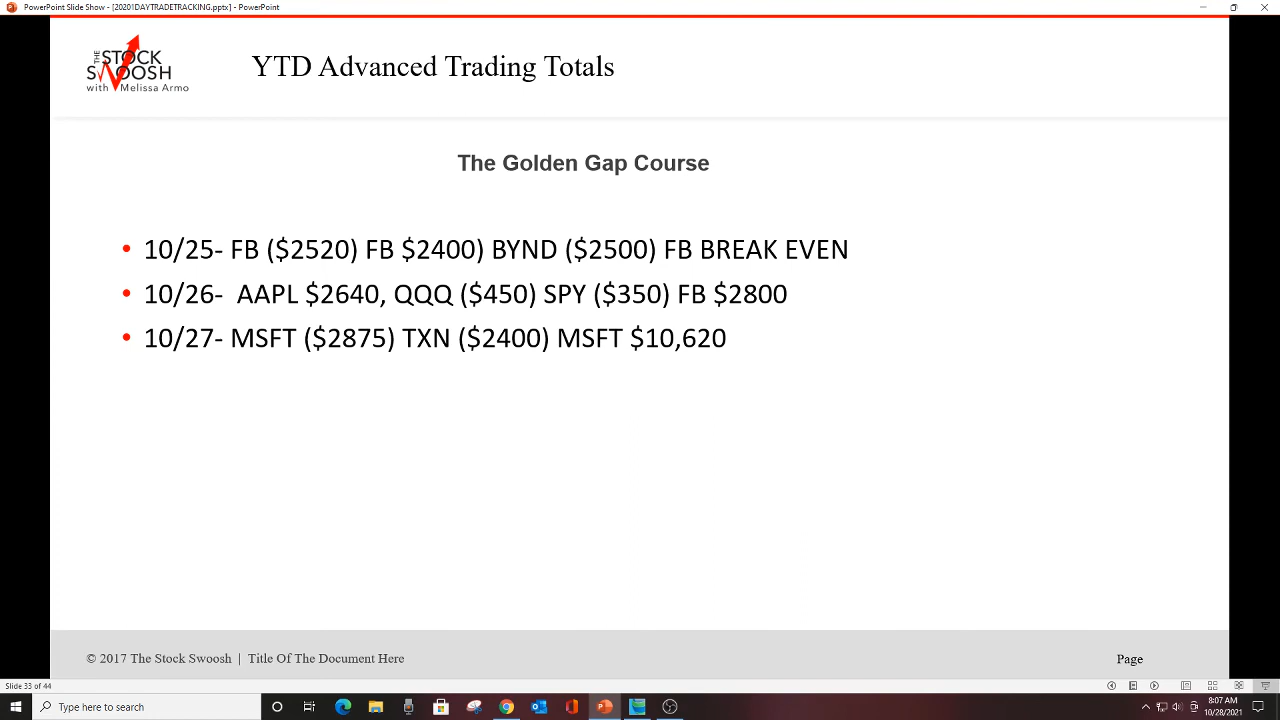 PowerPoint Slide Show - [20201DAYTRADETRACKING.pptx] - PowerPoint
THE STOCK
SWOOSH
with Melissa Armo
YTD Advanced Trading Totals
The Golden Gap Course
• 10/25- FB ($2520) FB $2400) BYND ($2500) FB BREAK EVEN
• 10/26- AAPL $2640, QQQ ($450) SPY ($350) FB $2800
• 10/27- MSFT ($2875) TXN ($2400) MSFT $10,620
© 2017 The Stock Swoosh | Title Of The Document Here
Page
Slide 33 of 44
Type here to search
8:07 AM
10/28/2021